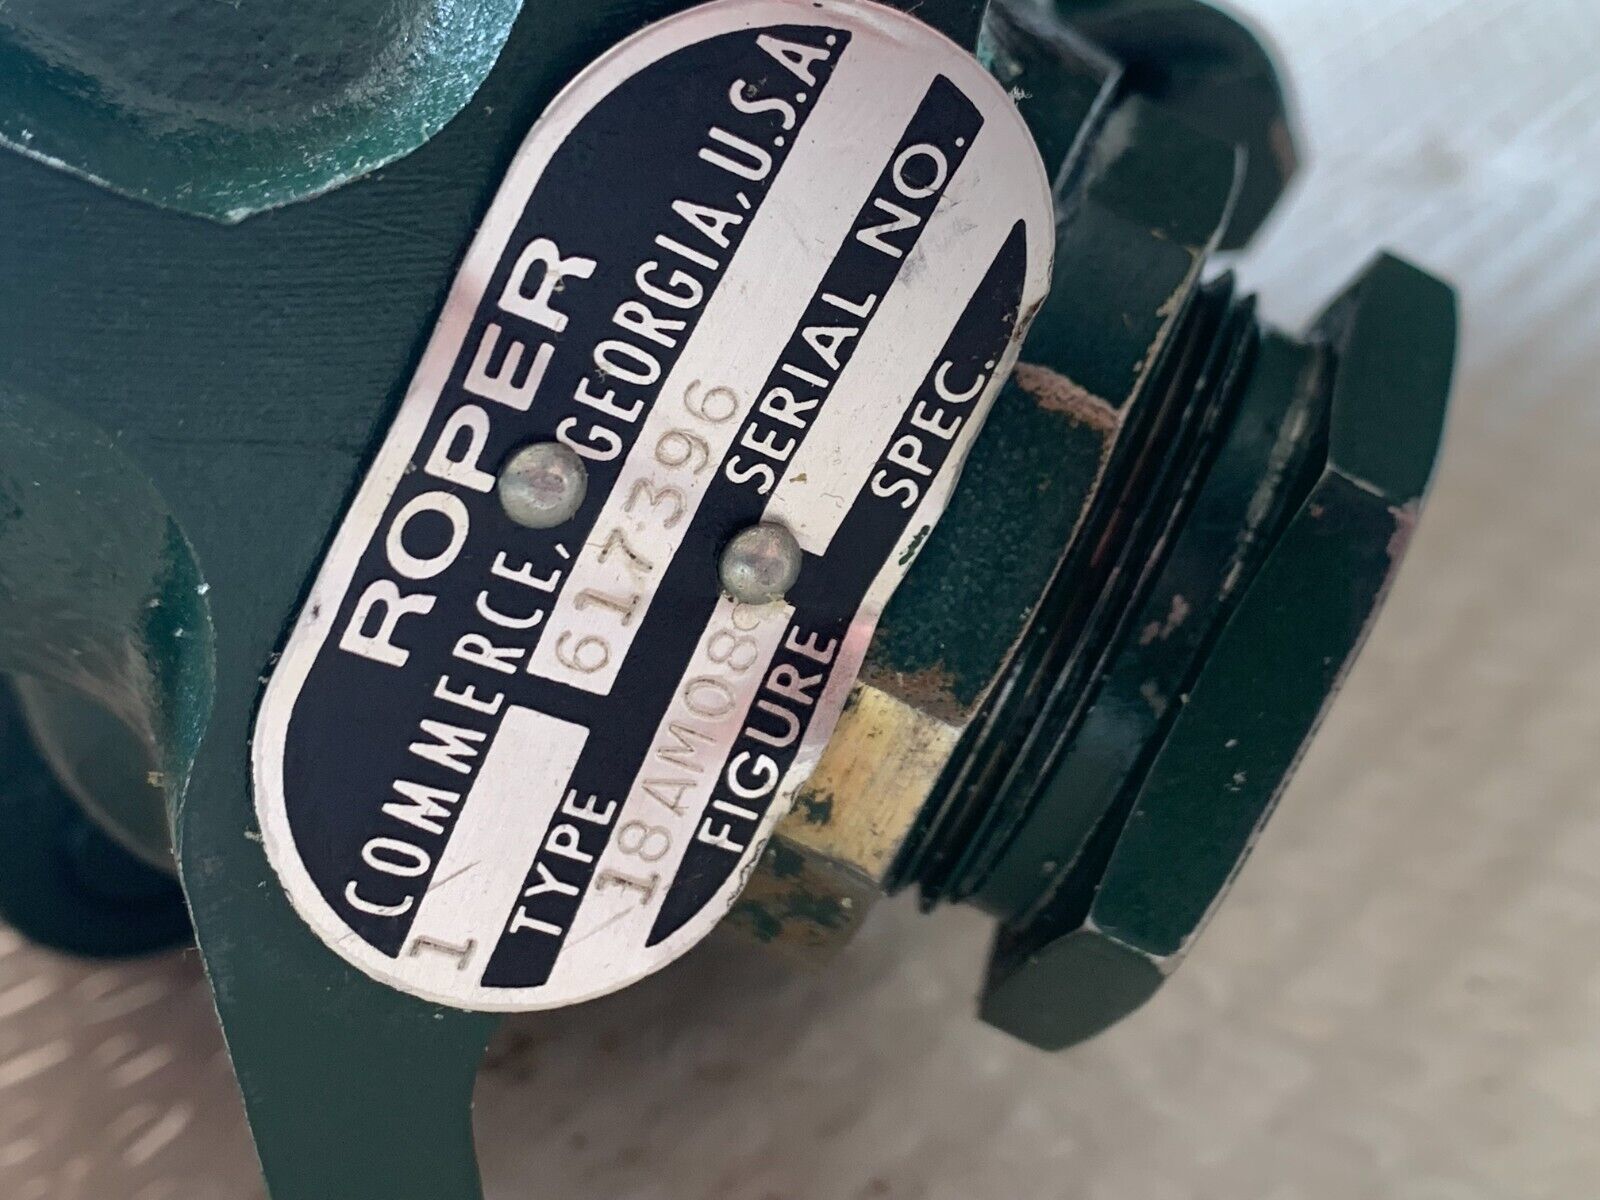 ROPER
COMMERCE, GEORGIA, U.S.A.
1 617396
TYPE SERIAL NO.
18AM08
FIGURE SPEC.